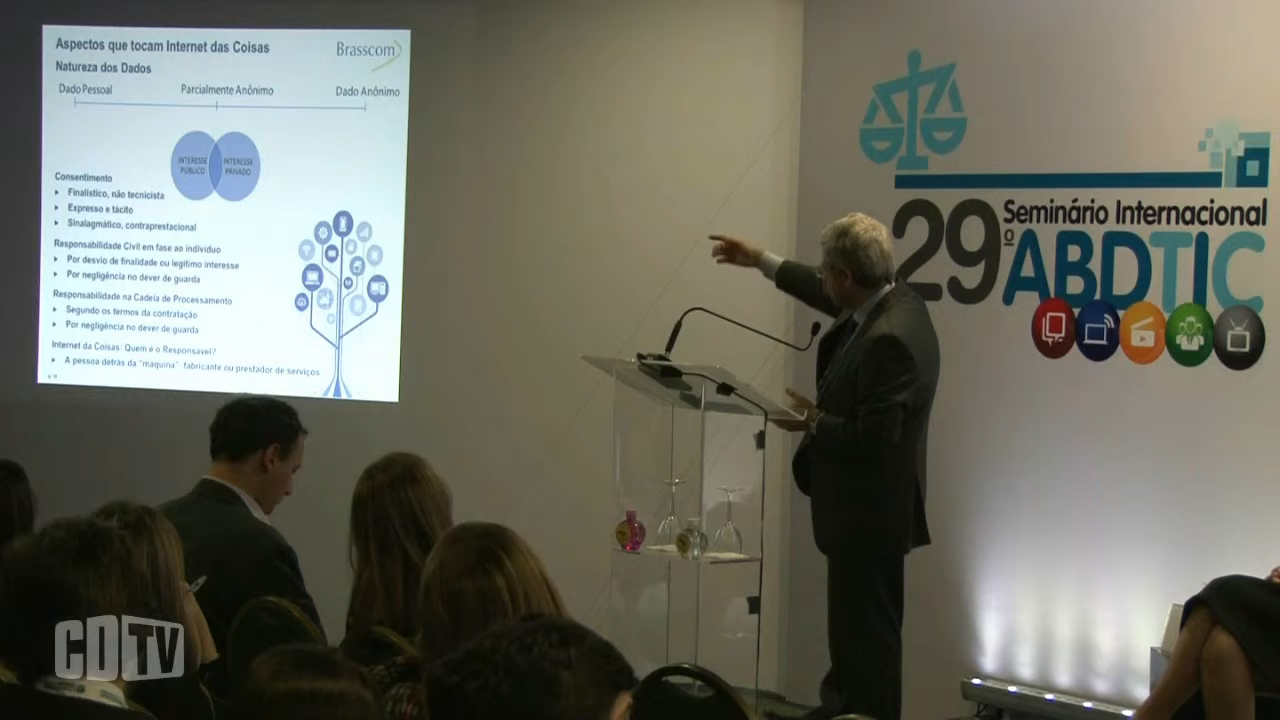 Aspectos que tocam Internet das Coisas
Brasscom
Natureza dos Dados
Dado Pessoal
Parcialmente Anônimo
Dado Anônimo
INTERESSE PÚBLICO
INTERESSE PRIVADO
Consentimento
Finalístico, não tecnicista
Expresso e tácito
Sinalagmático, contraprestacional
Responsabilidade Civil em fase ao indivíduo
Por desvio de finalidade ou legítimo interesse
Por negligência no dever de guarda
Responsabilidade na Cadeia de Processamento
Segundo os termos da contratação
Por negligência no dever de guarda
Internet da Coisas: Quem é o Responsável?
A pessoa detras da "maquina" fabricante ou prestador de serviços
29º Seminário Internacional
ABDTIC
CDTV